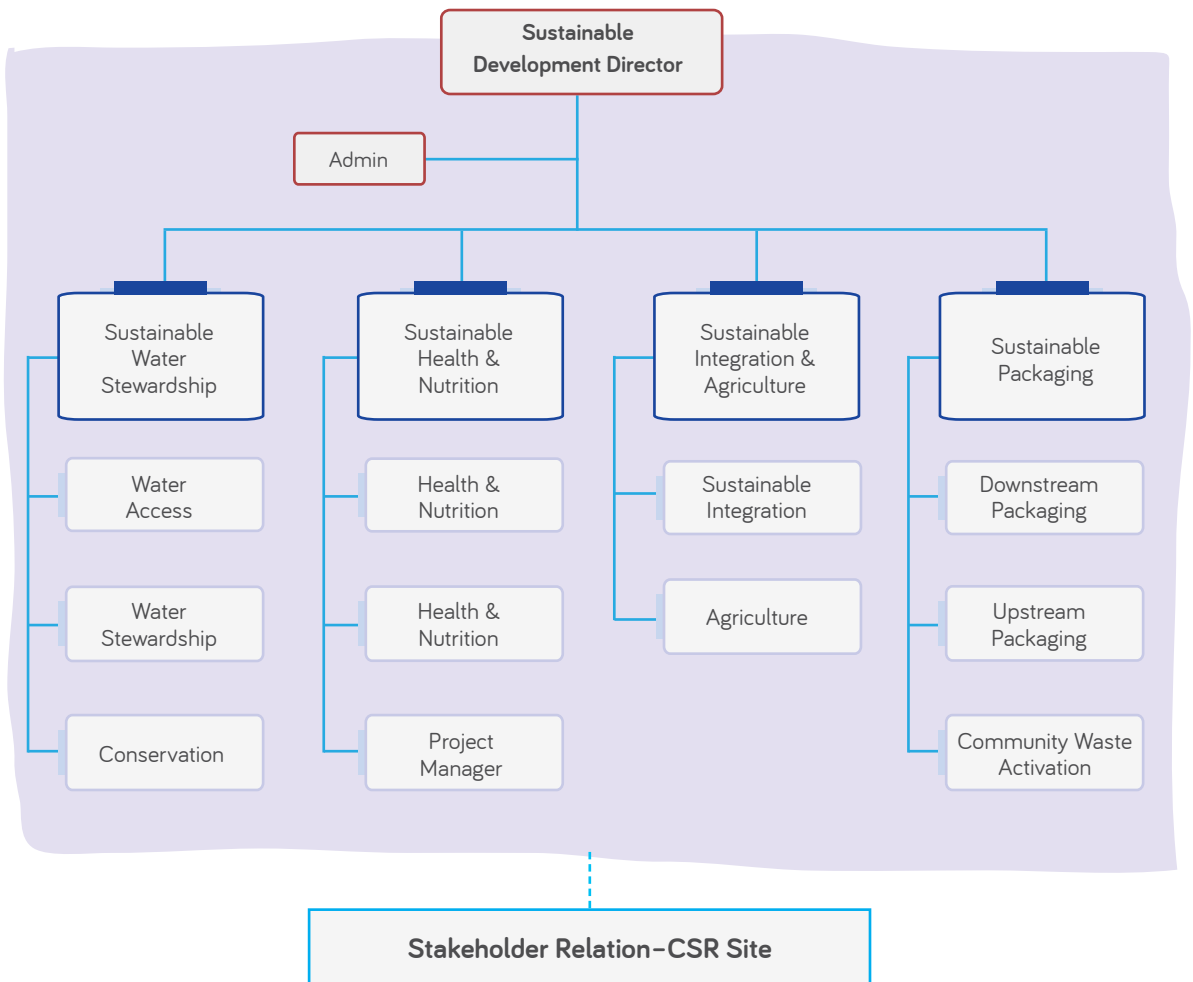 Sustainable
Development Director
Admin
Sustainable
Water
Stewardship
Sustainable
Health &
Nutrition
Sustainable
Integration &
Agriculture
Sustainable
Packaging
Water
Access
Health &
Nutrition
Sustainable
Integration
Downstream
Packaging
Water
Stewardship
Health &
Nutrition
Agriculture
Upstream
Packaging
Conservation
Project
Manager
Community Waste
Activation
Stakeholder Relation–CSR Site